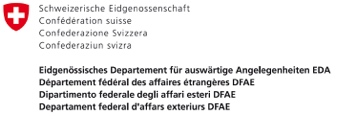 Schweizerische Eidgenossenschaft
Confédération suisse
Confederazione Svizzera
Confederaziun svizra
Eidgenössisches Departement für auswärtige Angelegenheiten EDA
Département fédéral des affaires étrangères DFAE
Dipartimento federale degli affari esteri DFAE
Departament federal d'affars exteriurs DFAE